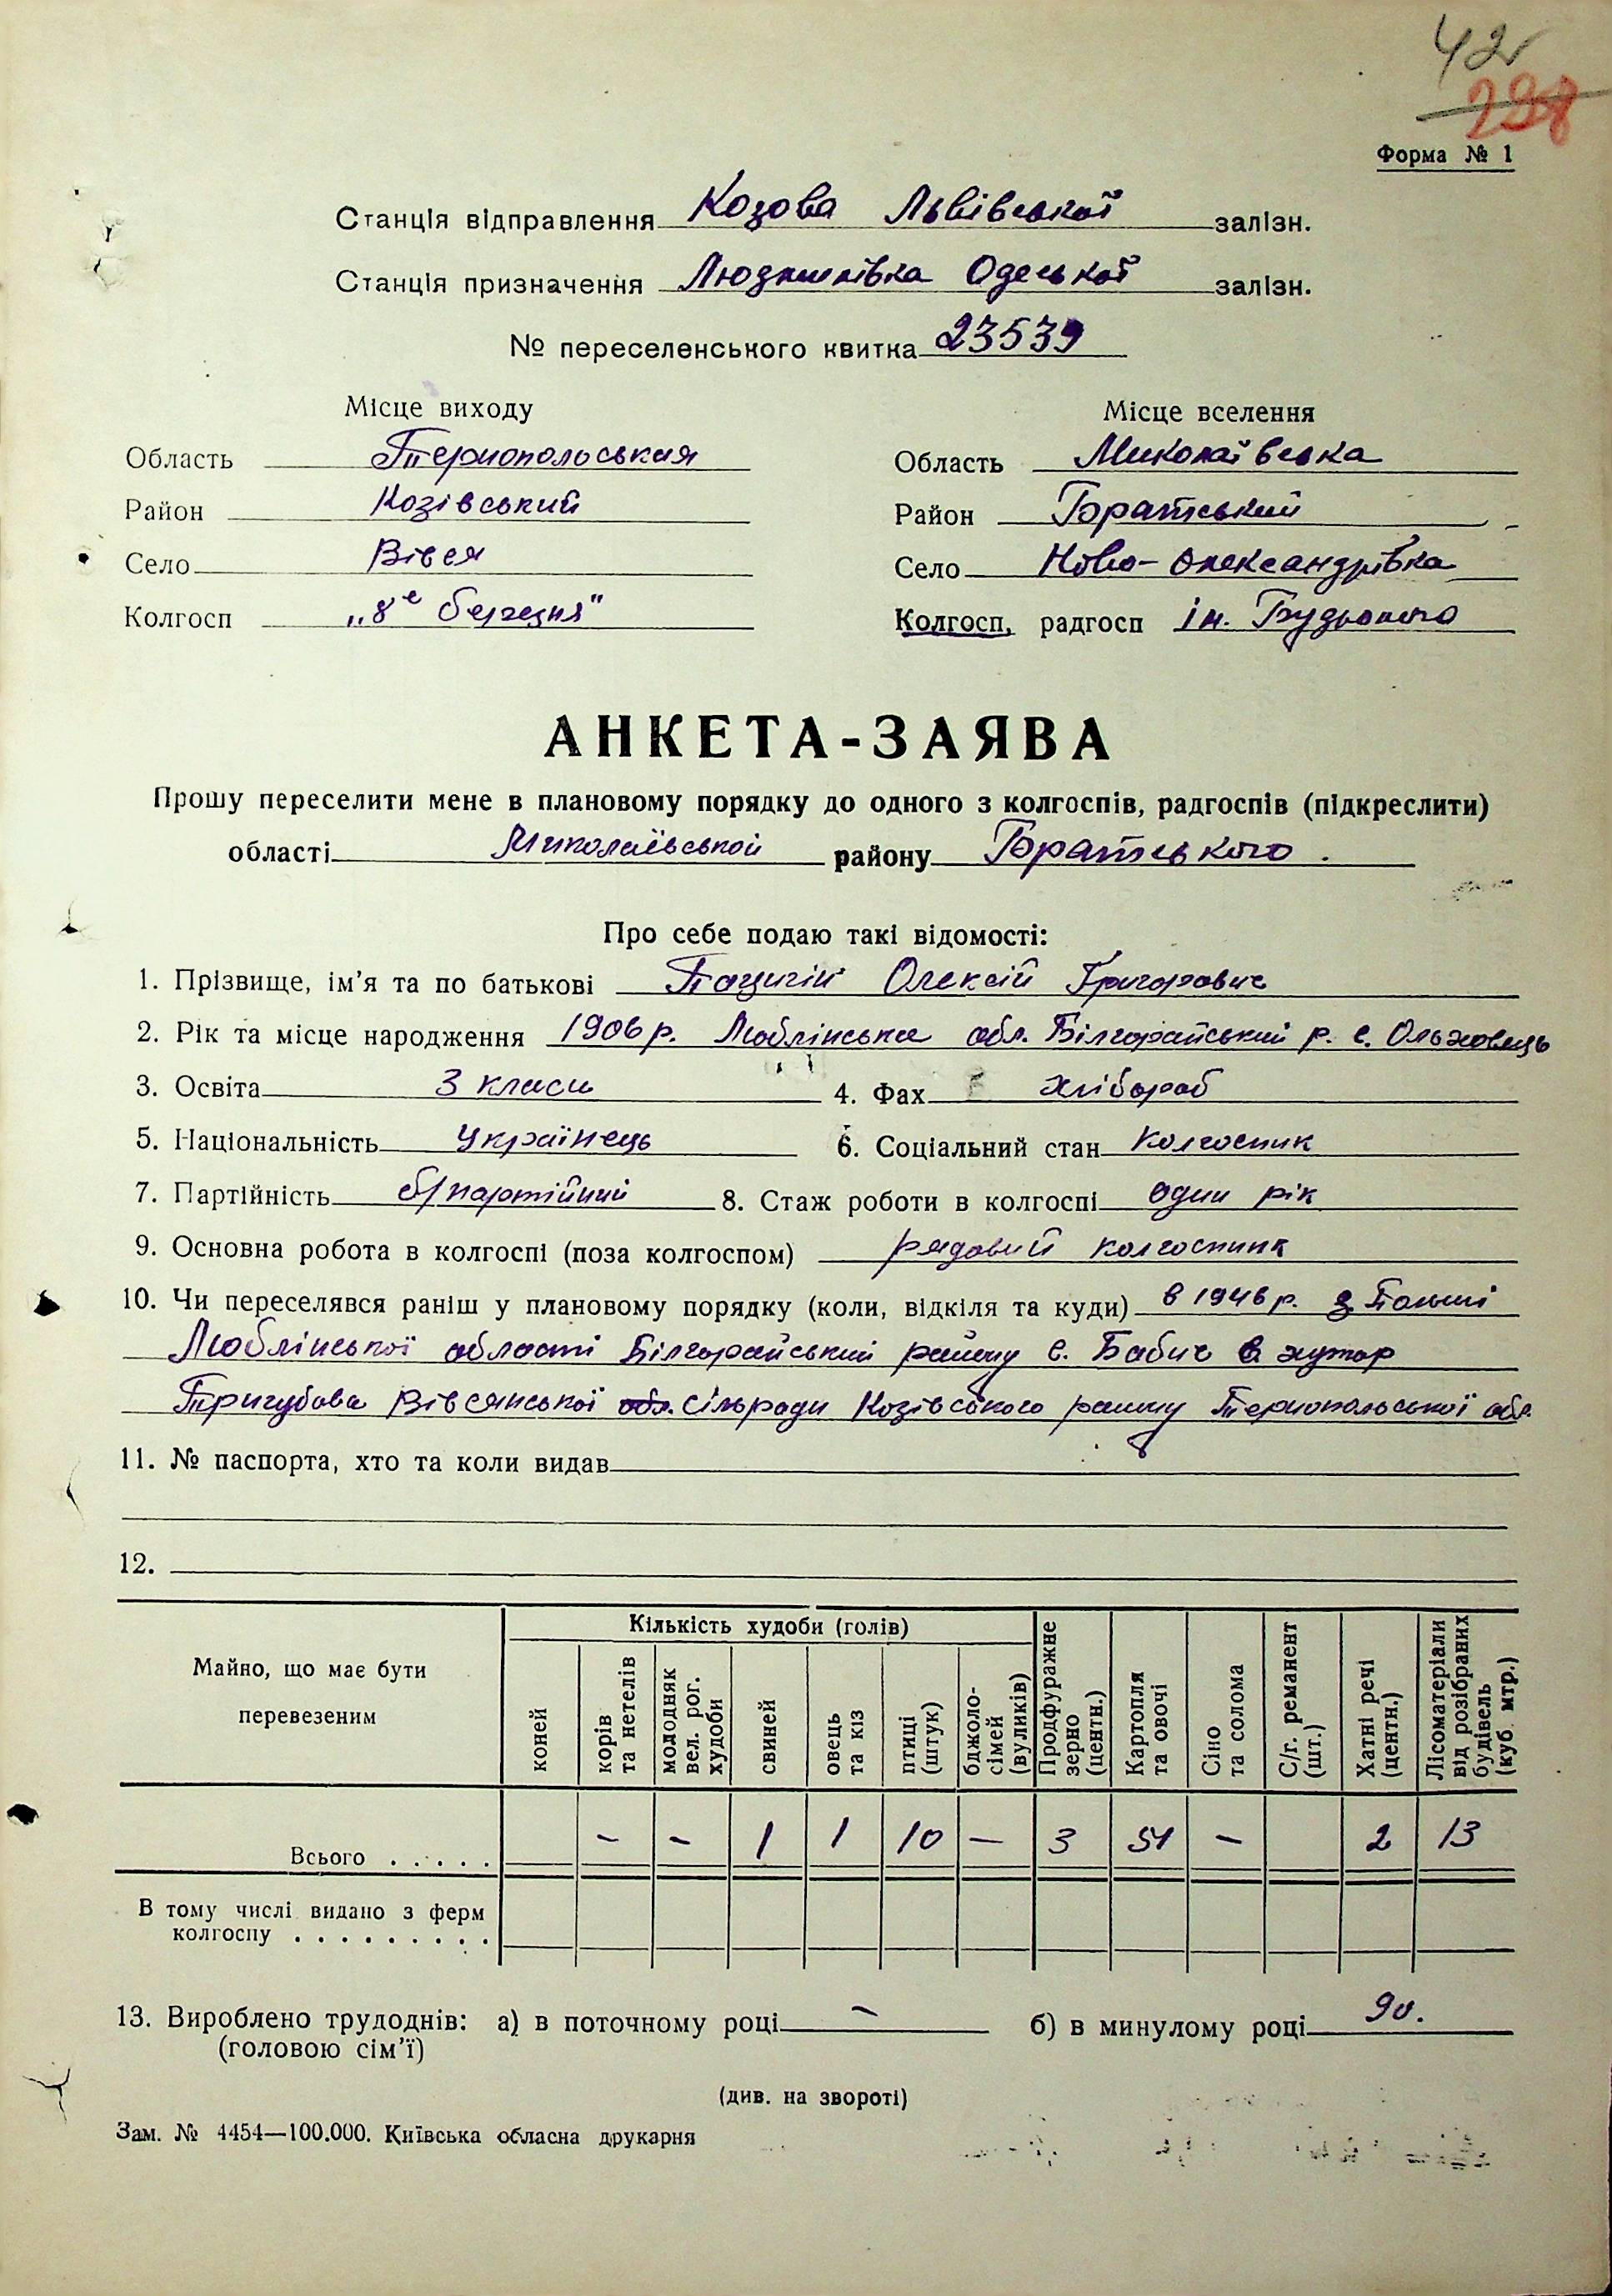 42
298
Форма № 1
Станція відправлення Козова Львівської залізн.
Станція призначення Людмилівка Одеської залізн.
№ переселенського квитка 23539
Місце виходу Місце вселення
Область Тернопольская Область Миколаївська
Район Козівський Район Братський
Село Вівся Село Ново-Олександрівка
Колгосп „8е березня" Колгосп, радгосп ім. Будьоного
АНКЕТА-ЗАЯВА
Прошу переселити мене в плановому порядку до одного з колгоспів, радгоспів (підкреслити)
області Миколаївської району Братського.
Про себе подаю такі відомості:
1. Прізвище, ім'я та по батькові Олексій Григорович
2. Рік та місце народження 1906 р. Люблінська обл. Білгорайський р. с. Ольховець
3. Освіта 3 класи 4. Фах хлібороб
5. Національність Українець 6. Соціальний стан колгоспник
7. Партійність б/партійний 8. Стаж роботи в колгоспі один рік
9. Основна робота в колгоспі (поза колгоспом) рядовий колгоспник
10. Чи переселявся раніш у плановому порядку (коли, відкіля та куди) в 1946 р. з Польщі
Люблінської області Білгорайський району с. Бабич в хутор
Тригубова Вівсянської обл. сільради Козівського району Тернопольської обл.
11. № паспорта, хто та коли видав
12.
Майно, що має бути перевезеним
Кількість худоби (голів)
коней
корів та нетелів
молодняк вел. рог. худоби
свиней
овець та кіз
птиці (штук)
бджоло-сімей (вуликів)
Продфуражне зерно (центн.)
Картопля та овочі
Сіно та солома
С/г. реманент (шт.)
Хатні речі (центн.)
Лісоматеріали від розібраних будівель (куб. мтр.)
Всього . . . . . – – 1 1 10 — 3 51 – 2 13
В тому числі видано з ферм
колгоспу . . . . . . . . .
13. Вироблено трудоднів: а) в поточному році – б) в минулому році 90.
(головою сім'ї)
(див. на звороті)
Зам. № 4454—100.000. Київська обласна друкарня